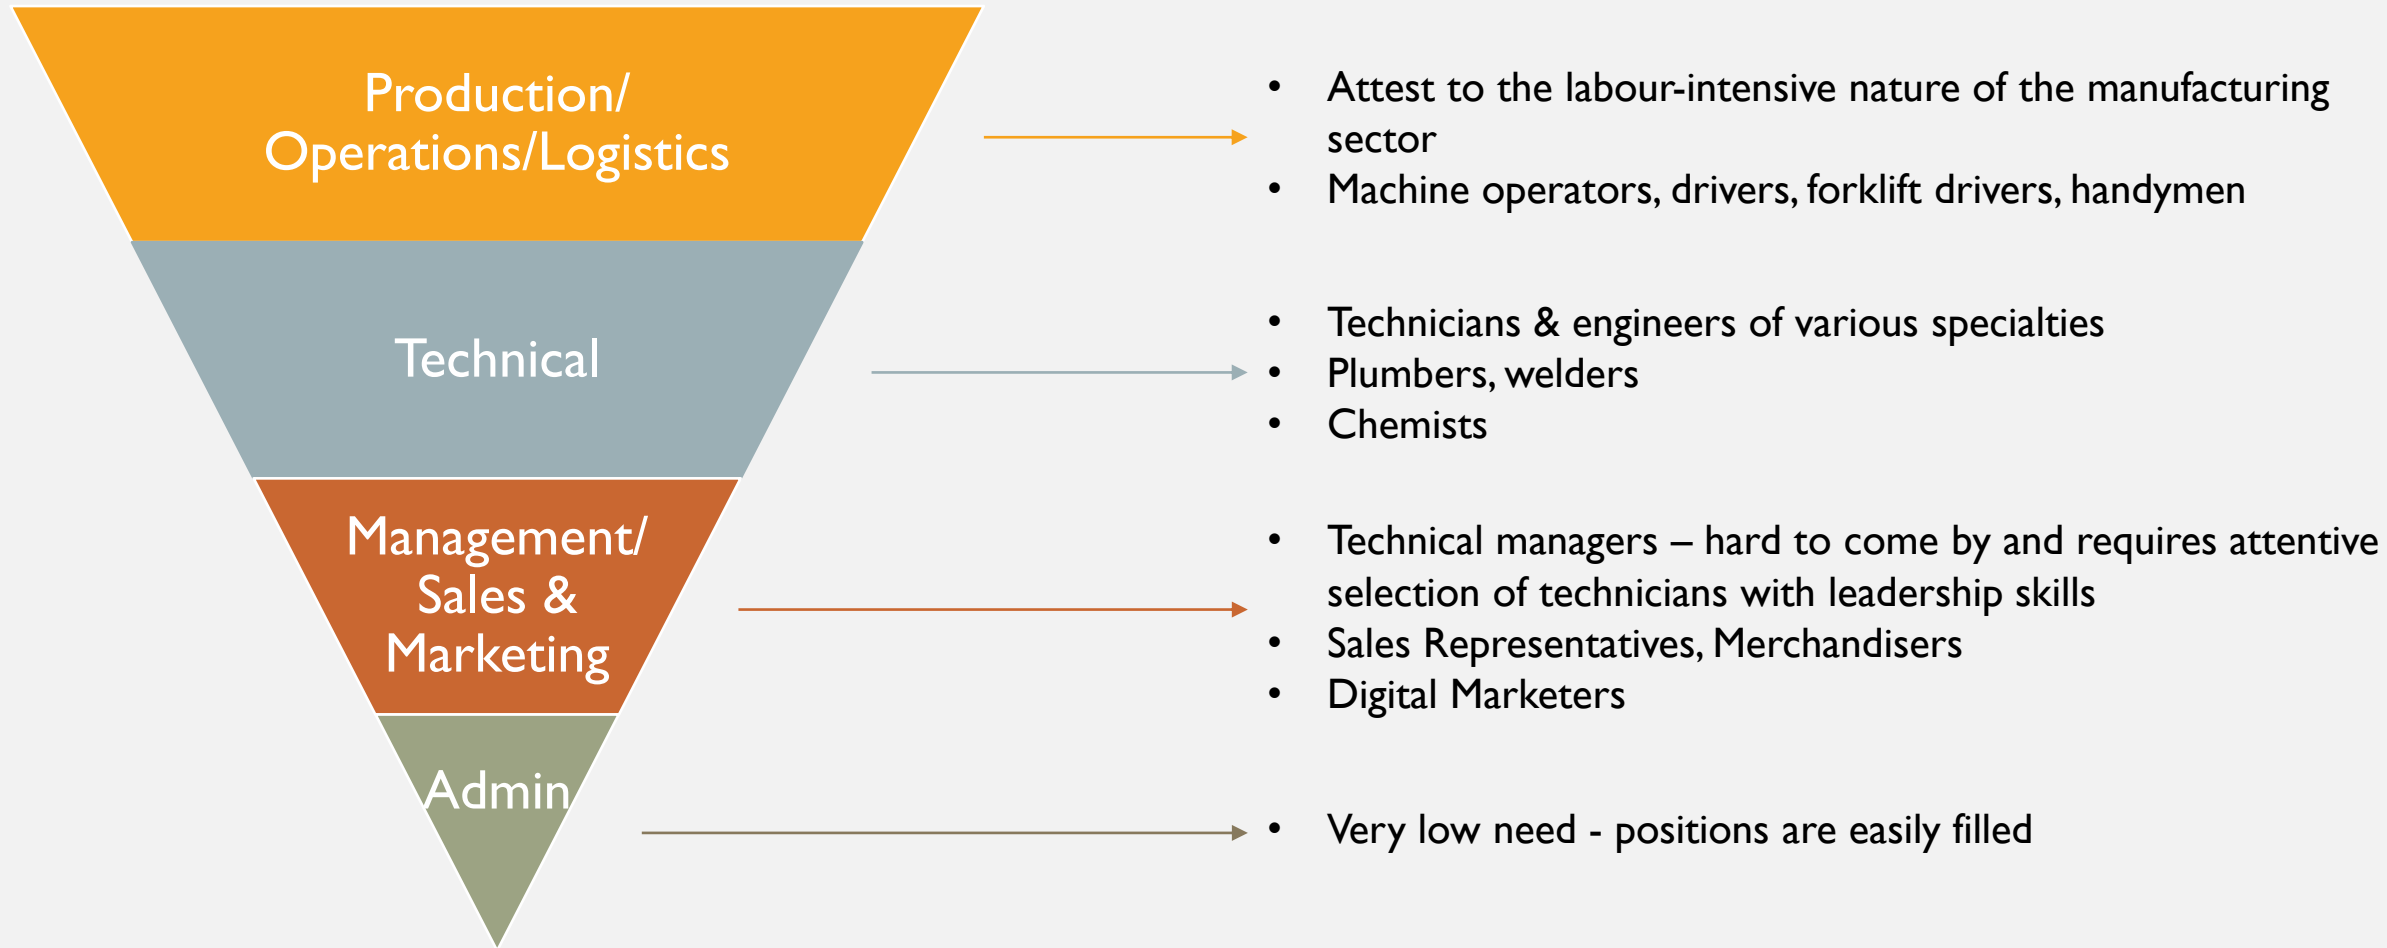 Production/
Operations/Logistics
• Attest to the labour-intensive nature of the manufacturing
sector
• Machine operators, drivers, forklift drivers, handymen
Technical
• Technicians & engineers of various specialties
• Plumbers, welders
• Chemists
Management/
Sales &
Marketing
• Technical managers – hard to come by and requires attentive
selection of technicians with leadership skills
• Sales Representatives, Merchandisers
• Digital Marketers
Admin
• Very low need - positions are easily filled